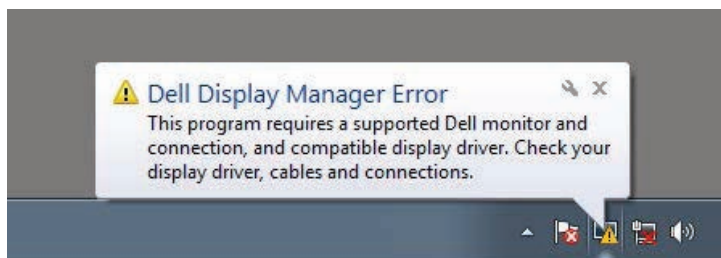 Dell Display Manager Error
This program requires a supported Dell monitor and
connection, and compatible display driver. Check your
display driver, cables and connections.